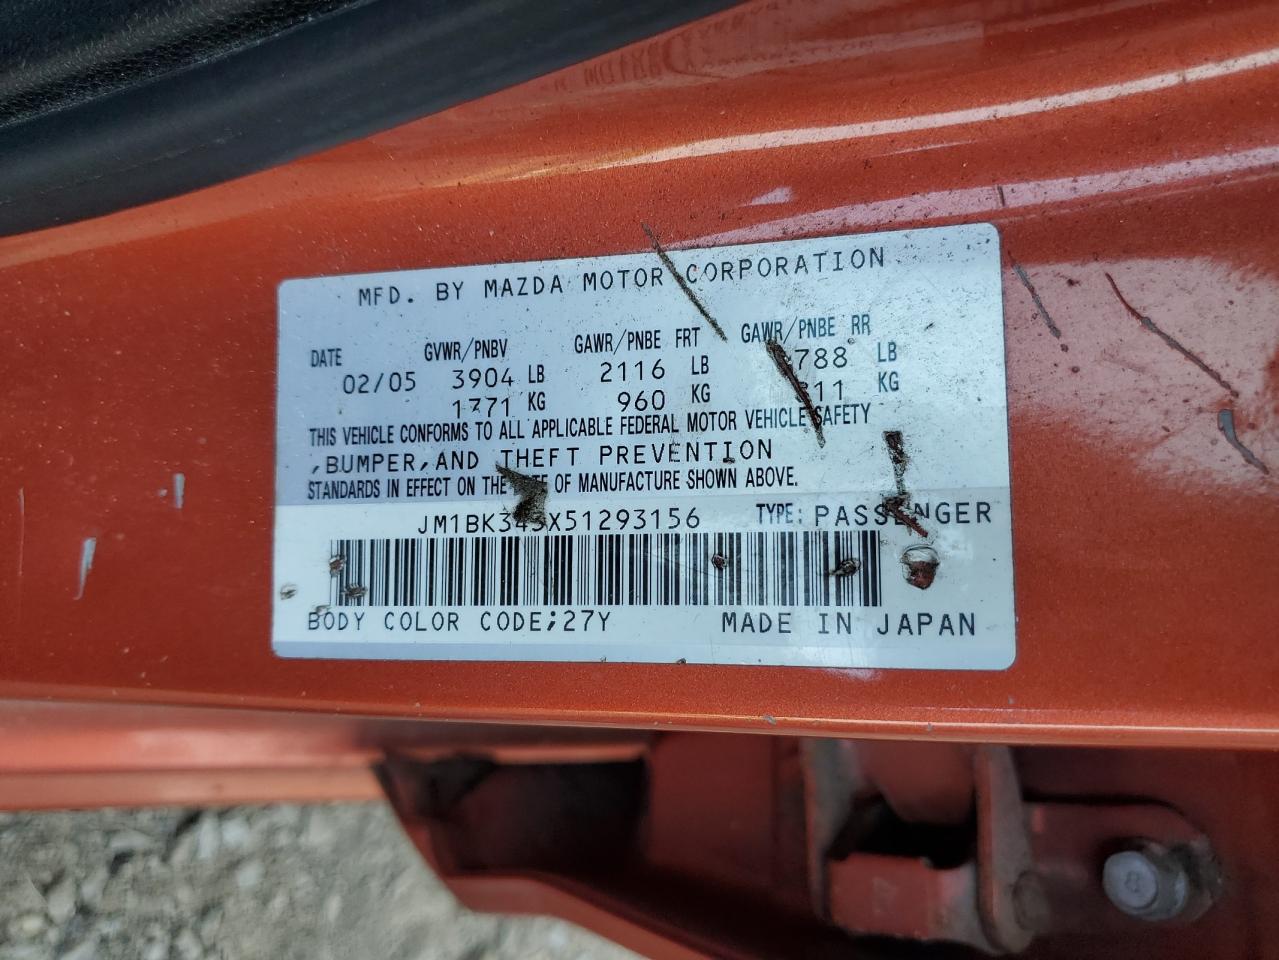 MFD. BY MAZDA MOTOR CORPORATION
DATE GVWR/PNBV GAWR/PNBE FRT GAWR/PNBE RR
02/05 3904 LB 2116 LB LB
1771 KG 960 KG KG
THIS VEHICLE CONFORMS TO ALL APPLICABLE FEDERAL MOTOR VEHICLE SAFETY
,BUMPER,AND THEFT PREVENTION
STANDARDS IN EFFECT ON THE DATE OF MANUFACTURE SHOWN ABOVE.
TYPE: PASSENGER
BODY COLOR CODE;27Y MADE IN JAPAN